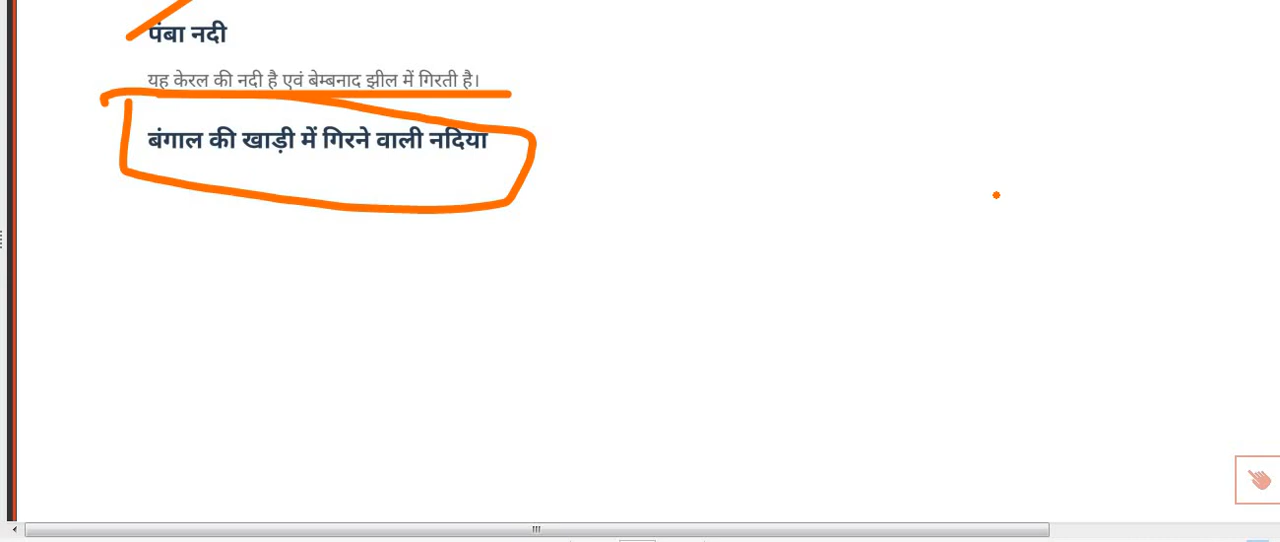 पंबा नदी
यह केरल की नदी है एवं बेम्बनाद झील में गिरती है।
बंगाल की खाड़ी में गिरने वाली नदिया